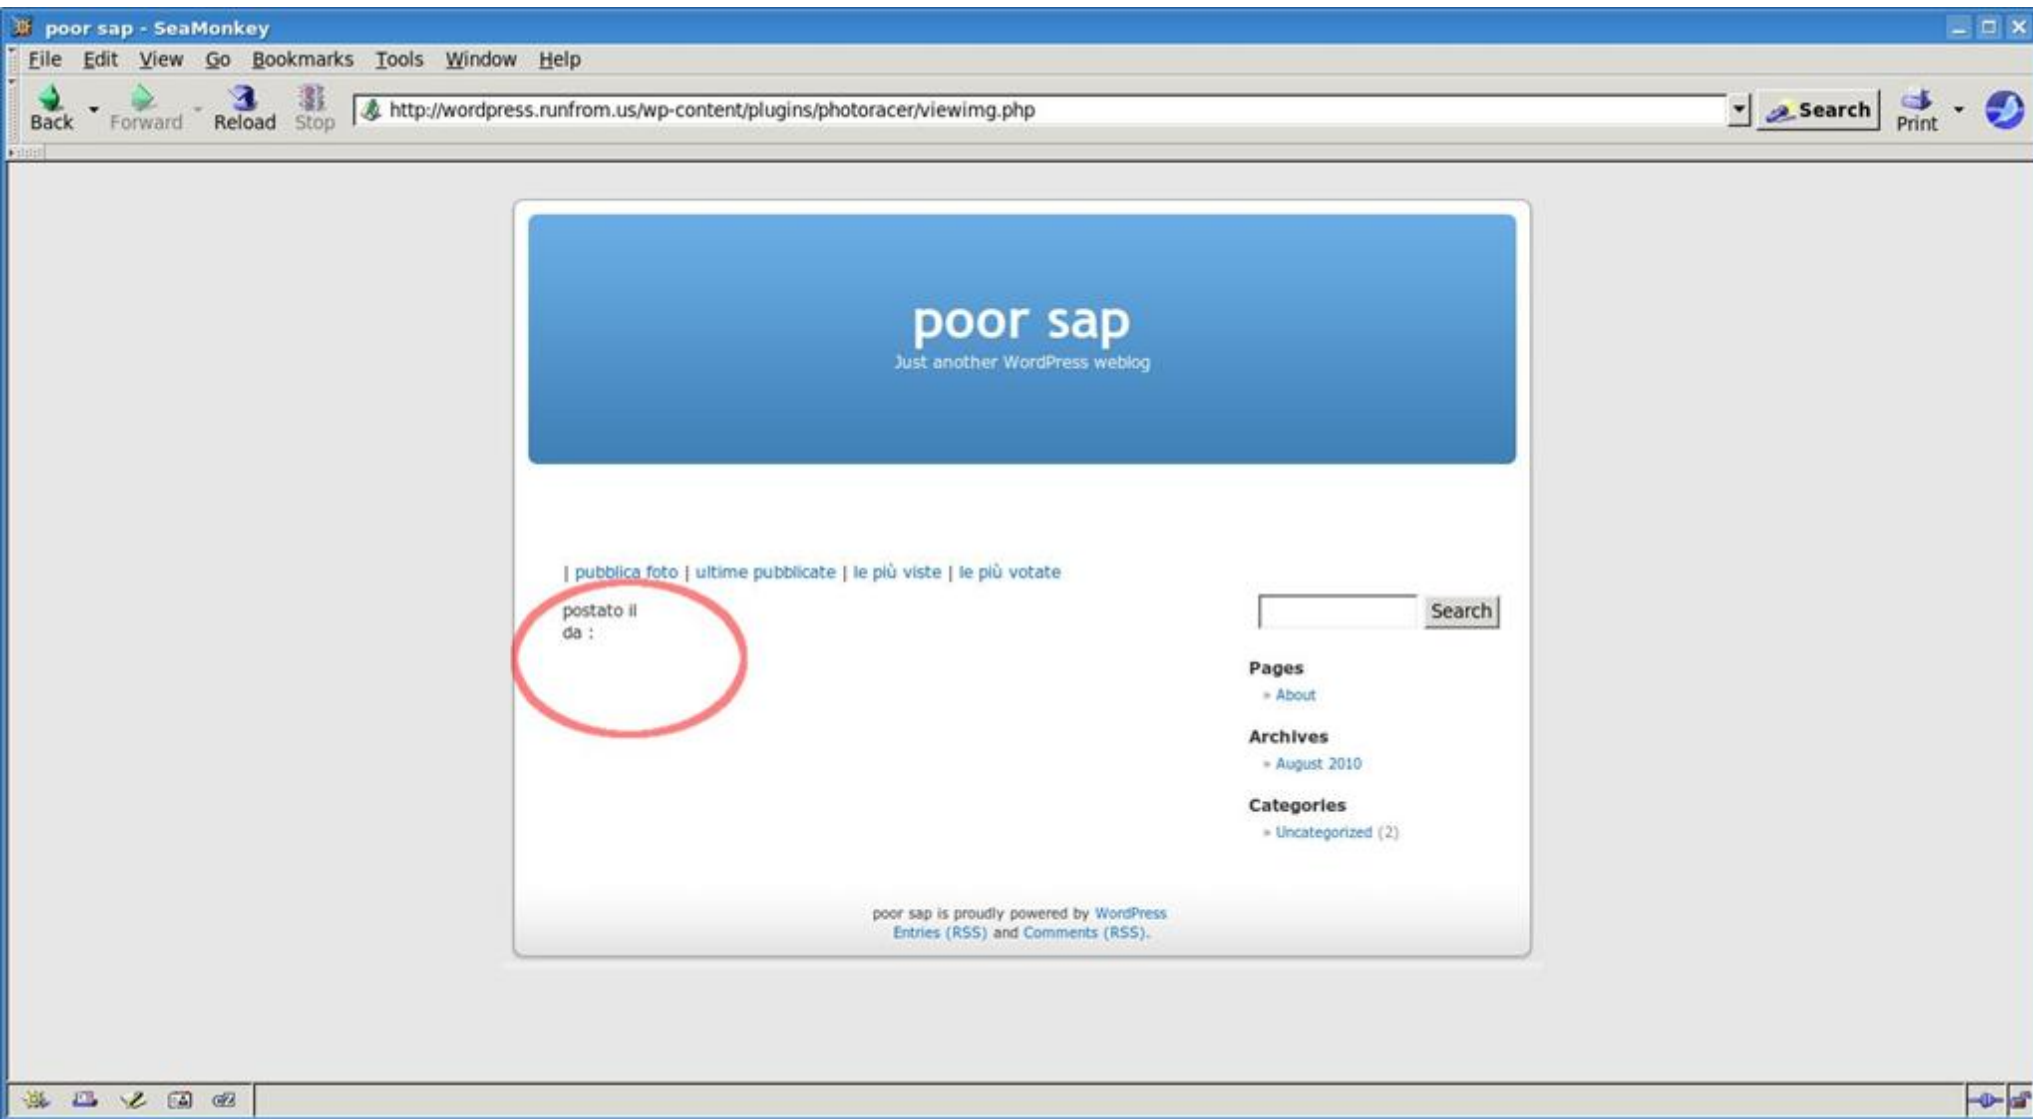 poor sap - SeaMonkey
File Edit View Go Bookmarks Tools Window Help
Back Forward Reload Stop http://wordpress.runfrom.us/wp-content/plugins/photoracer/viewimg.php Search Print
poor sap
Just another WordPress weblog
| pubblica foto | ultime pubblicate | le più viste | le più votate
postato il
da :
Search
Pages
» About
Archives
» August 2010
Categories
» Uncategorized (2)
poor sap is proudly powered by WordPress
Entries (RSS) and Comments (RSS).